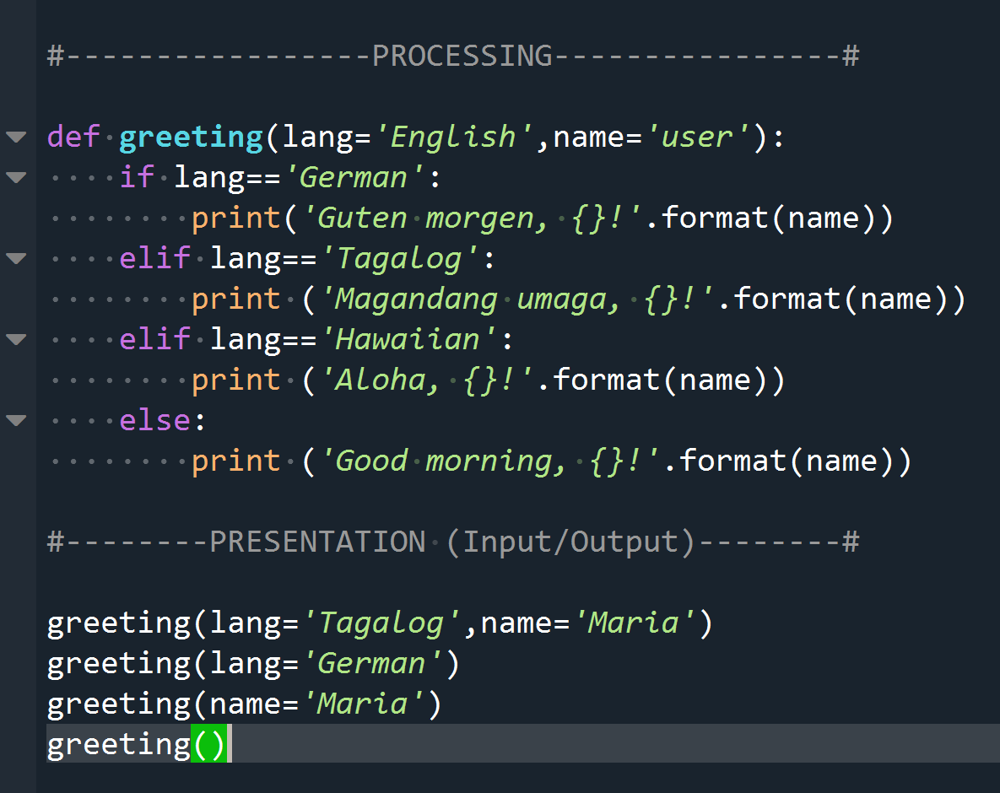 #-----------------PROCESSING----------------#
def greeting(lang='English',name='user'):
    if lang=='German':
        print('Guten morgen, {}!'.format(name))
    elif lang=='Tagalog':
        print ('Magandang umaga, {}!'.format(name))
    elif lang=='Hawaiian':
        print ('Aloha, {}!'.format(name))
    else:
        print ('Good morning, {}!'.format(name))
#--------PRESENTATION (Input/Output)--------#
greeting(lang='Tagalog',name='Maria')
greeting(lang='German')
greeting(name='Maria')
greeting()